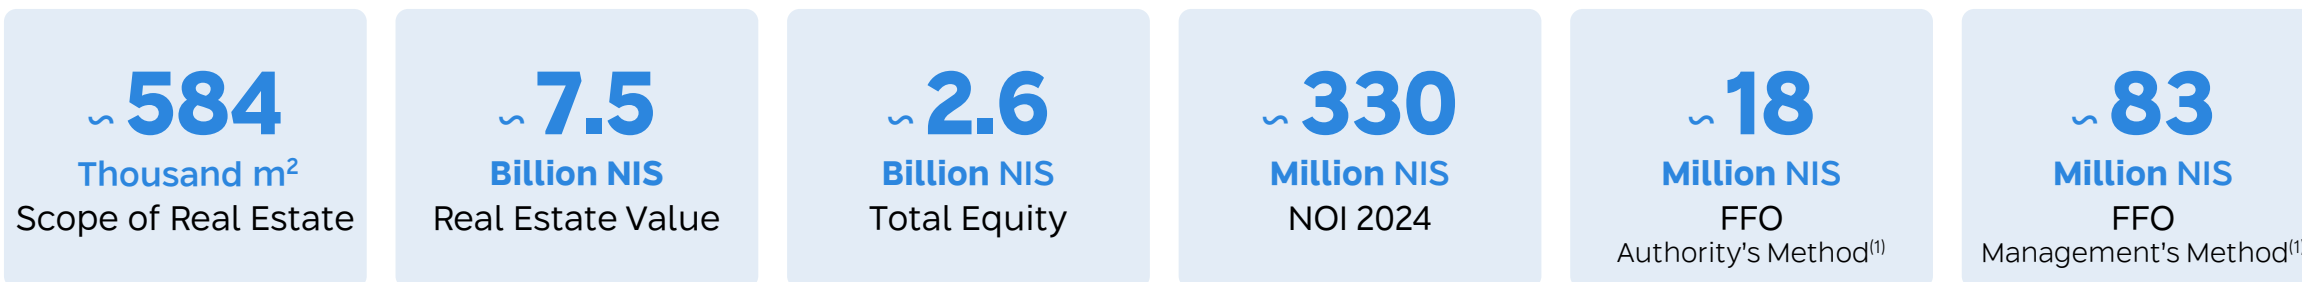 ~584
Thousand m²
Scope of Real Estate
~7.5
Billion NIS
Real Estate Value
~2.6
Billion NIS
Total Equity
~330
Million NIS
NOI 2024
~18
Million NIS
FFO
Authority's Method⁽¹⁾
~83
Million NIS
FFO
Management's Method⁽¹⁾